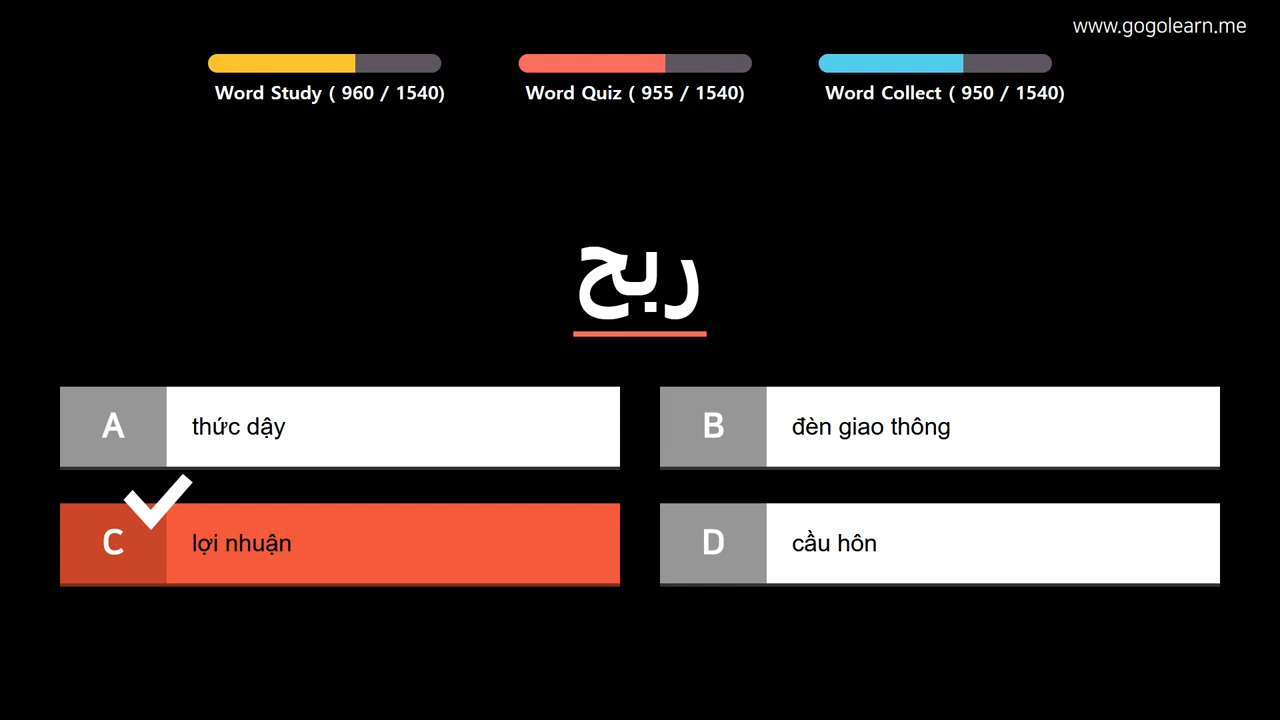 www.gogolearn.me
Word Study ( 960 / 1540)
Word Quiz ( 955 / 1540)
Word Collect ( 950 / 1540)
ربح
A
thức dậy
B
đèn giao thông
C
lợi nhuận
D
cầu hôn